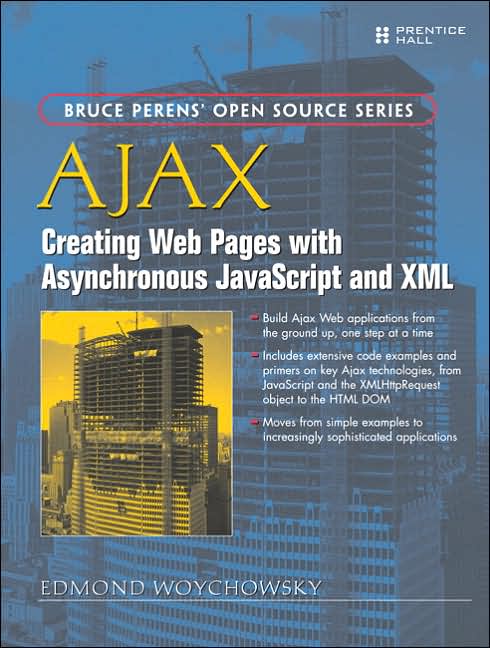 PRENTICE
HALL
BRUCE PERENS' OPEN SOURCE SERIES
AJAX
Creating Web Pages with
Asynchronous JavaScript and XML
Build Ajax Web applications from
the ground up, one step at a time
Includes extensive code examples and
primers on key Ajax technologies, from
JavaScript and the XMLHttpRequest
object to the HTML DOM
Moves from simple examples to
increasingly sophisticated applications
EDMOND WOYCHOWSKY